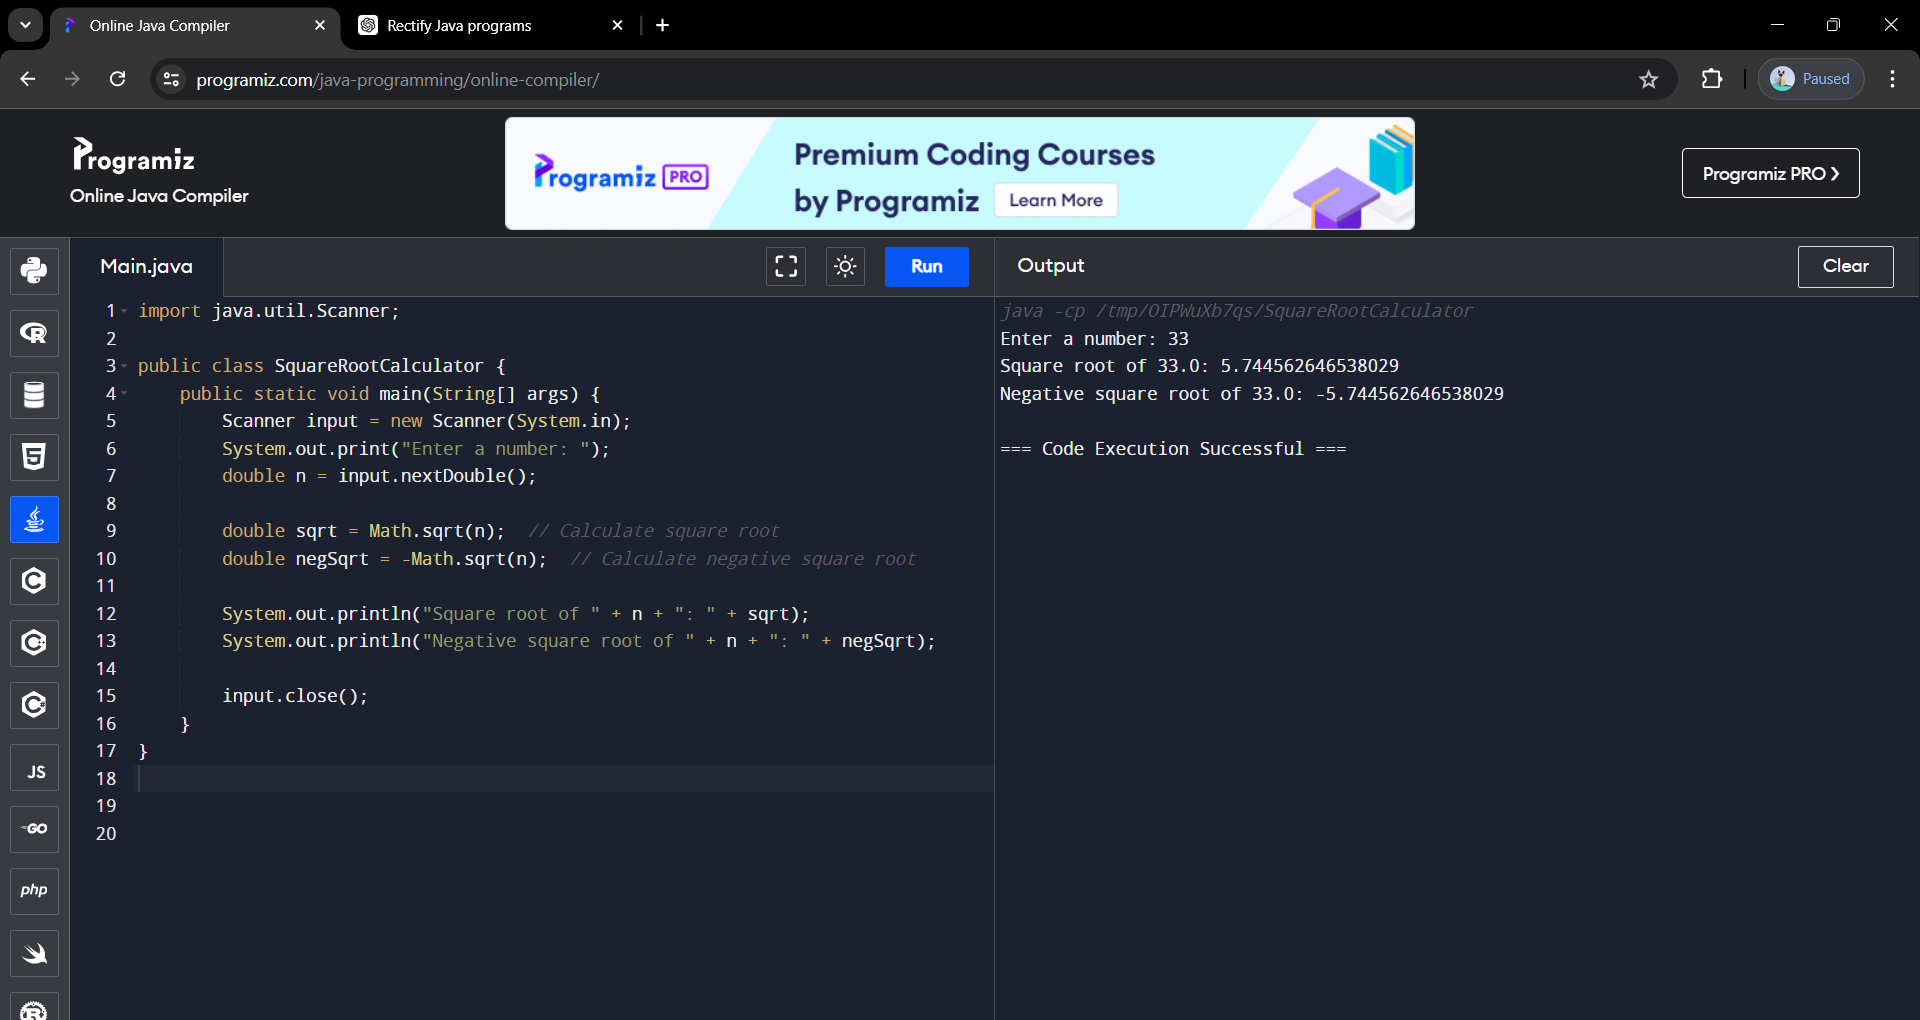 Online Java Compiler
Rectify Java programs
programiz.com/java-programming/online-compiler/
Paused
Programiz
Online Java Compiler
Programiz PRO
Premium Coding Courses
by Programiz
Learn More
Programiz PRO ❯
Main.java
Run
Output
Clear
1 import java.util.Scanner;
2
3 public class SquareRootCalculator {
4     public static void main(String[] args) {
5         Scanner input = new Scanner(System.in);
6         System.out.print("Enter a number: ");
7         double n = input.nextDouble();
8
9         double sqrt = Math.sqrt(n);  // Calculate square root
10         double negSqrt = -Math.sqrt(n);  // Calculate negative square root
11
12         System.out.println("Square root of " + n + ": " + sqrt);
13         System.out.println("Negative square root of " + n + ": " + negSqrt);
14
15         input.close();
16     }
17 }
18
19
20
java -cp /tmp/OIPWuXb7qs/SquareRootCalculator
Enter a number: 33
Square root of 33.0: 5.744562646538029
Negative square root of 33.0: -5.744562646538029
=== Code Execution Successful ===
R
5
C
C
C
JS
GO
php
R